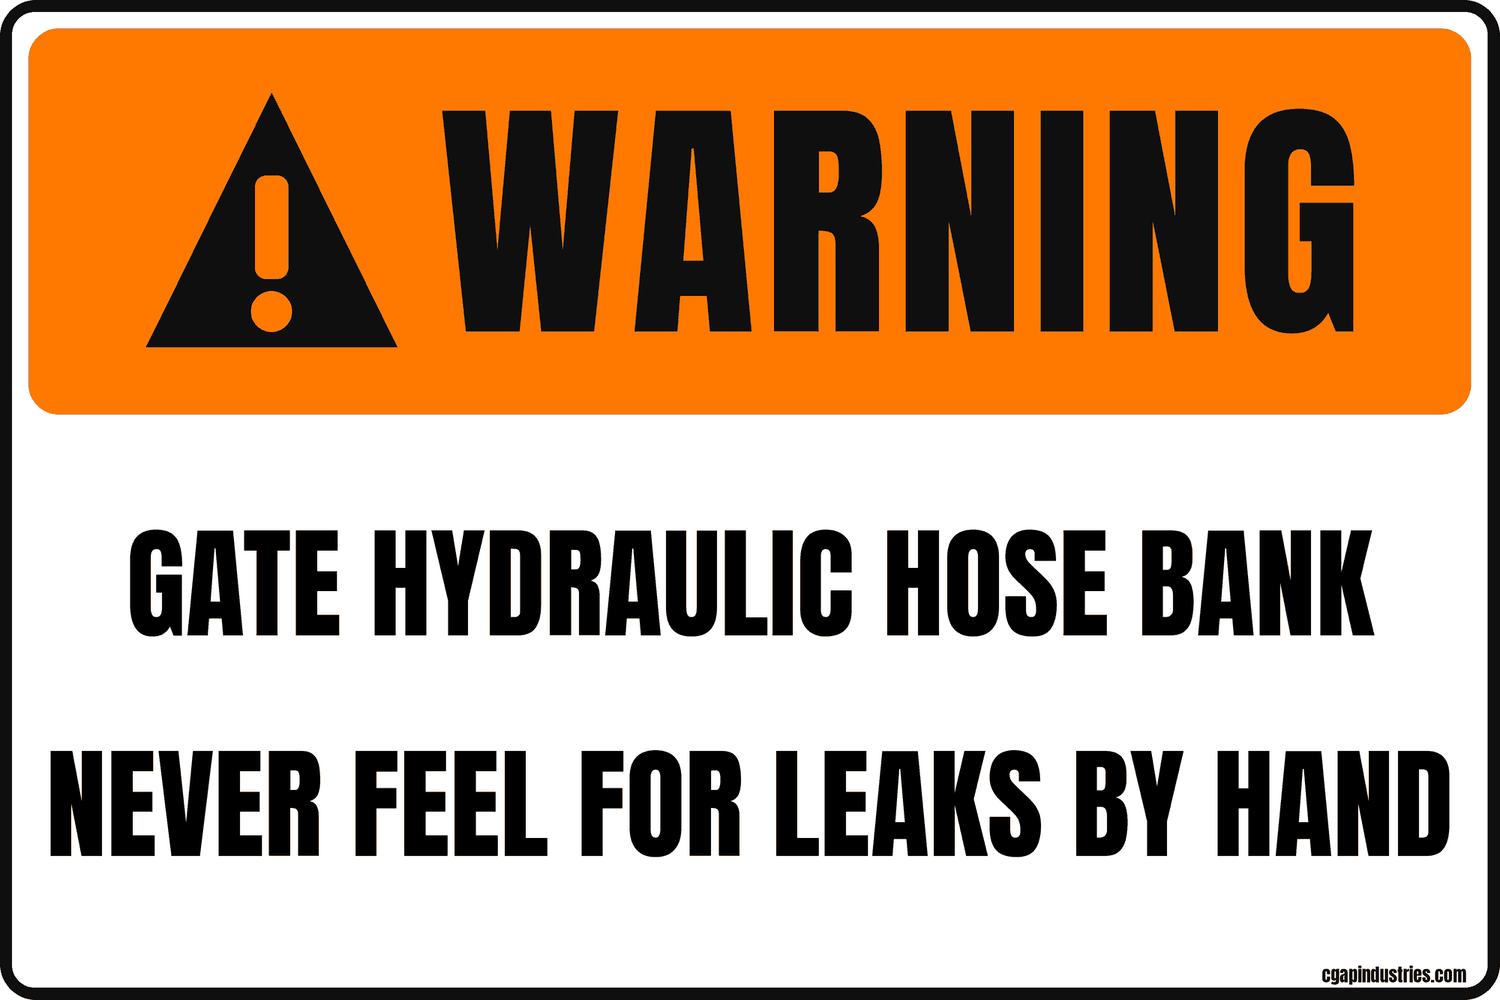 WARNING
GATE HYDRAULIC HOSE BANK
NEVER FEEL FOR LEAKS BY HAND
cgapindustries.com